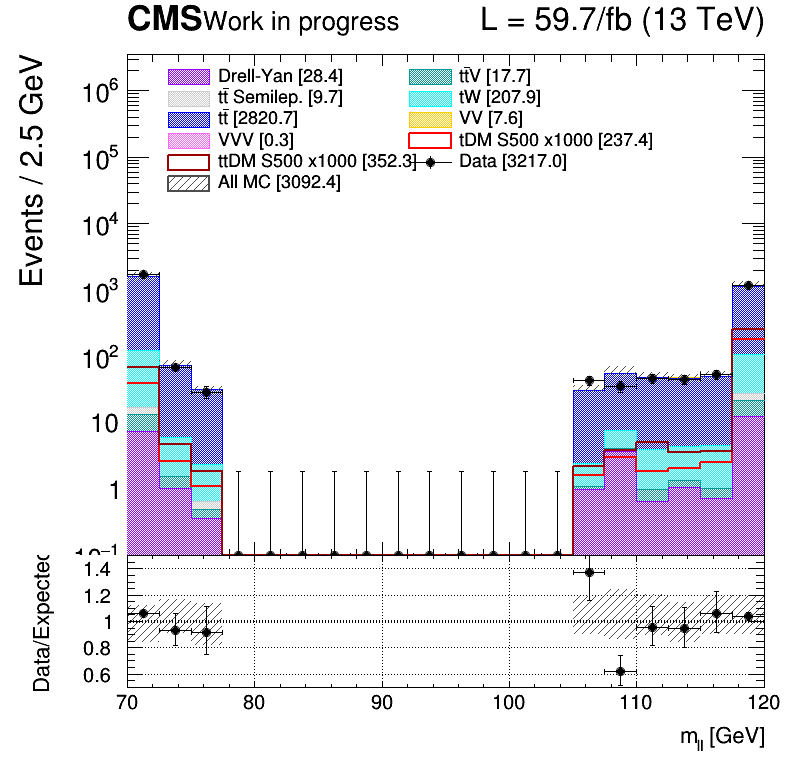 CMS Work in progress L = 59.7/fb (13 TeV)
Events / 2.5 GeV
Drell-Yan [28.4] tt̄V [17.7]
tt̄ Semilep. [9.7] tW [207.9]
tt̄ [2820.7] VV [7.6]
VVV [0.3] tDM S500 x1000 [237.4]
ttDM S500 x1000 [352.3] Data [3217.0]
All MC [3092.4]
10⁶
10⁵
10⁴
10³
10²
10
1
10⁻¹
Data/Expected
1.4
1.2
1
0.8
0.6
70 80 90 100 110 120
m_ll [GeV]